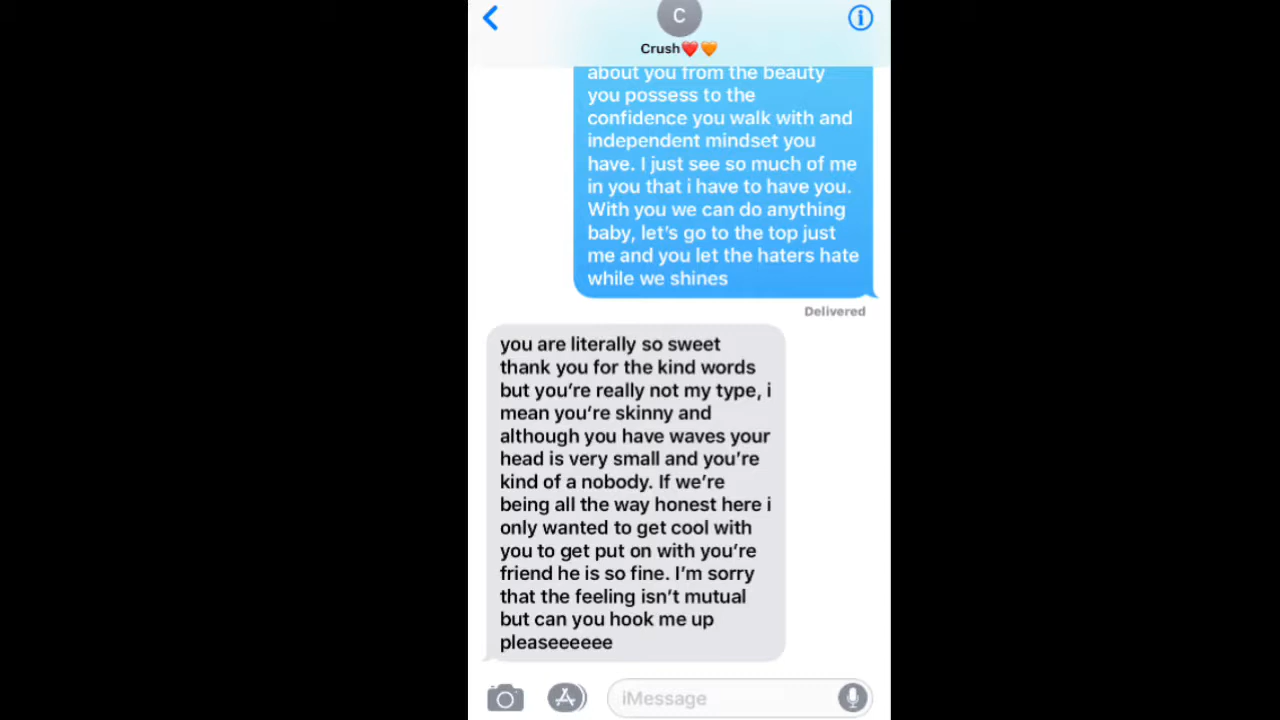 C
Crush❤️🧡
about you from the beauty
you possess to the
confidence you walk with and
independent mindset you
have. I just see so much of me
in you that i have to have you.
With you we can do anything
baby, let's go to the top just
me and you let the haters hate
while we shines
Delivered
you are literally so sweet
thank you for the kind words
but you're really not my type, i
mean you're skinny and
although you have waves your
head is very small and you're
kind of a nobody. If we're
being all the way honest here i
only wanted to get cool with
you to get put on with you're
friend he is so fine. I'm sorry
that the feeling isn't mutual
but can you hook me up
pleaseeeeee
iMessage